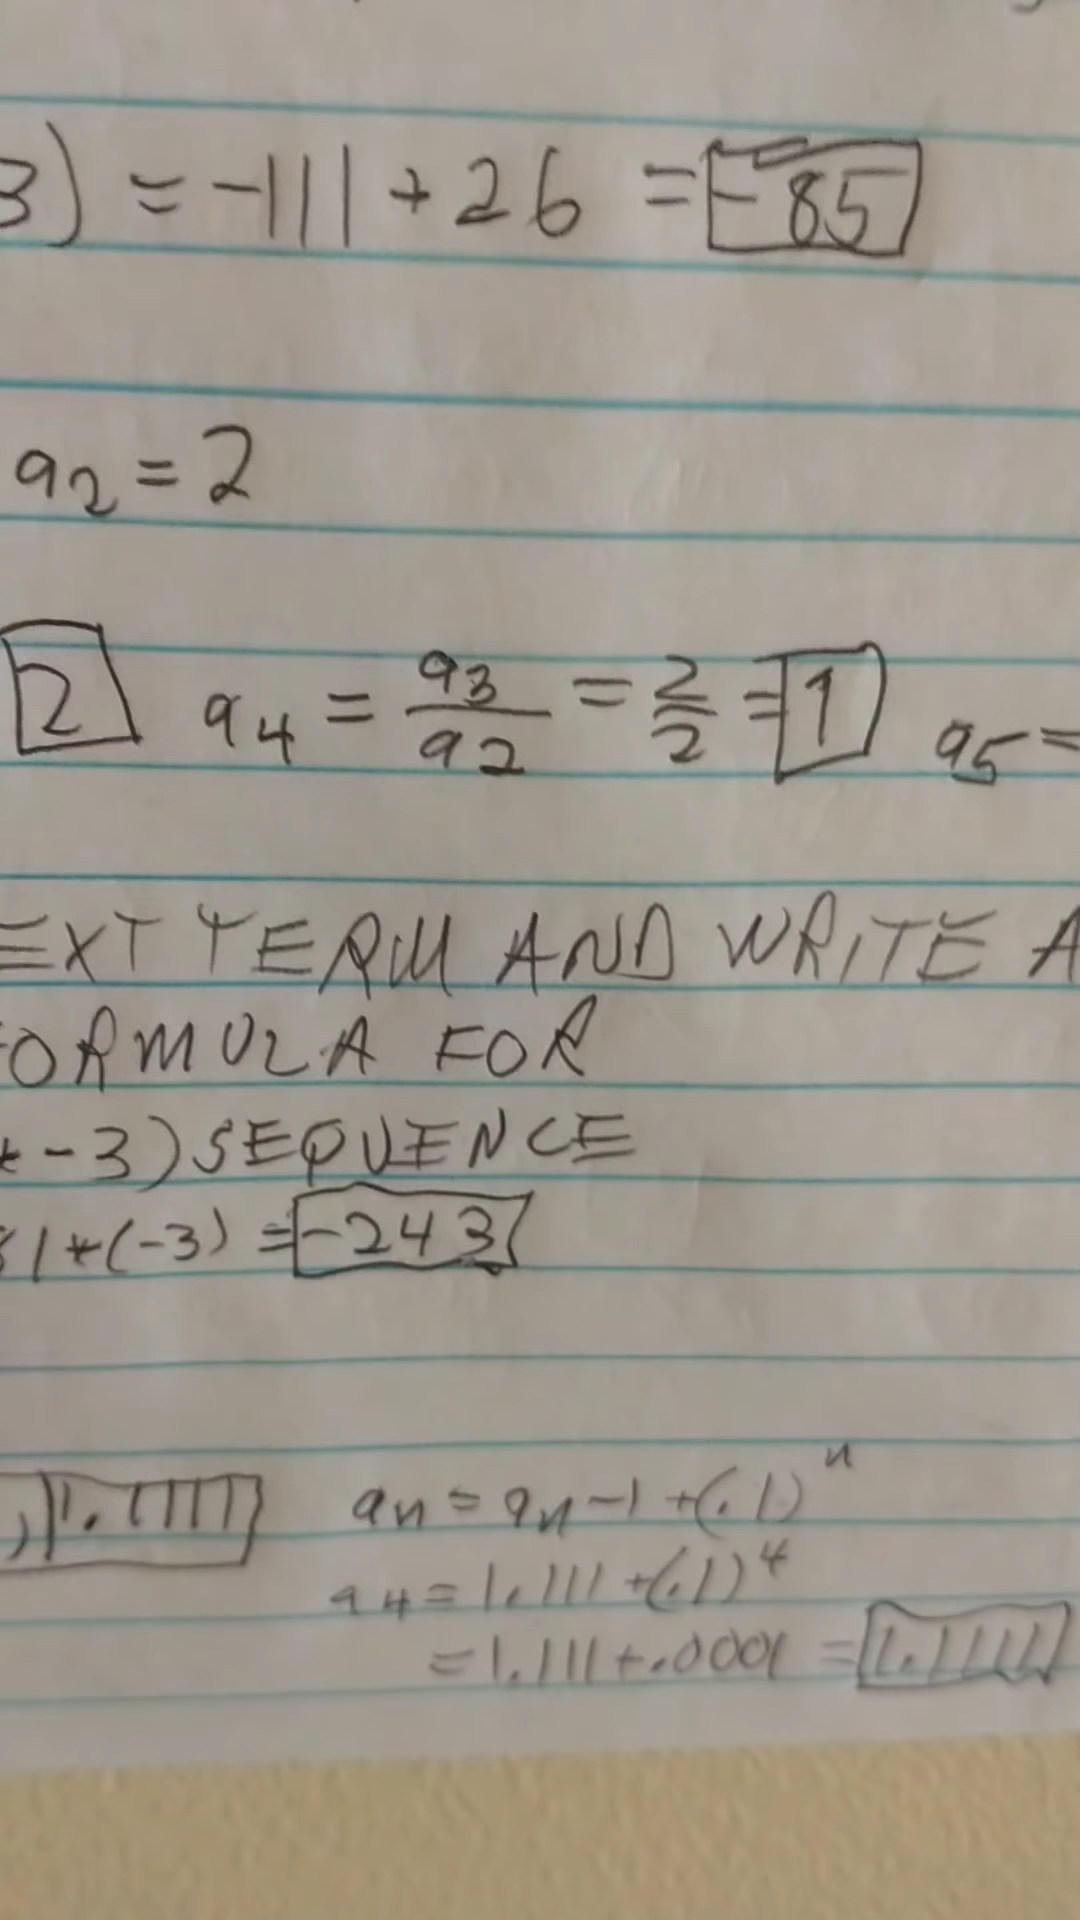 3) = -111 + 26 = -85
a2 = 2
2 a4 = a3/a2 = 2/2 = 1 a5 =
EXT TERM AND WRITE A
ORMULA FOR
* -3) SEQUENCE
1 * (-3) = -243
, 1.1111 an = an-1 + (.1)^n
a4 = 1.111 + (.1)^4
= 1.111 + .0001 = 1.1111